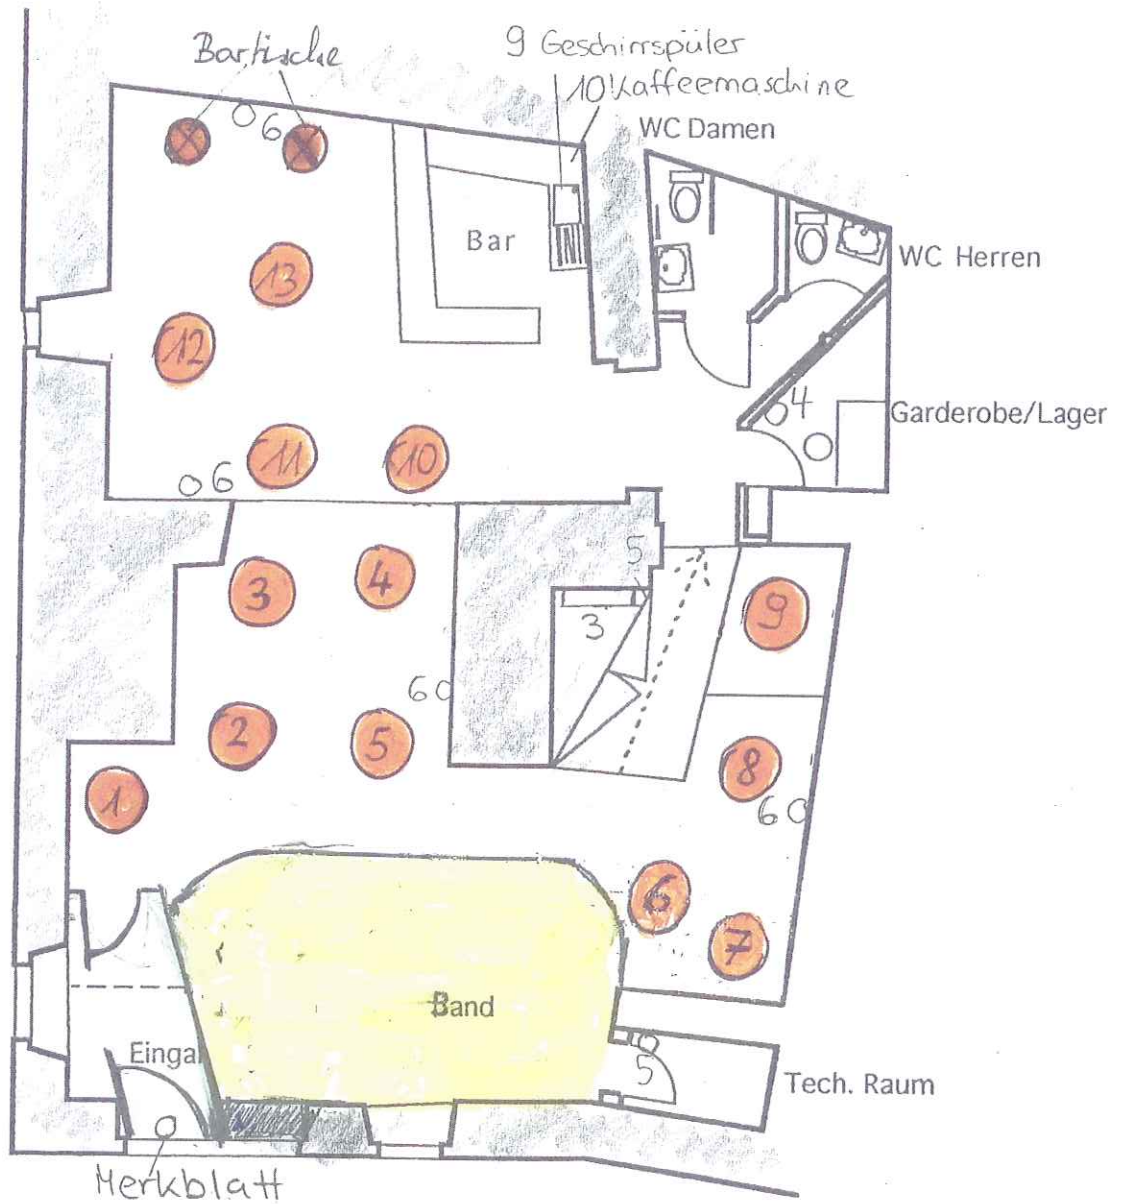 Bartische
9 Geschirrspüler
10 Kaffeemaschine
WC Damen
6
Bar
WC Herren
13
12
4
Garderobe/Lager
11
10
6
5
3
4
3
9
6
2
5
8
1
6
6
7
Band
Einga
5
Tech. Raum
Merkblatt